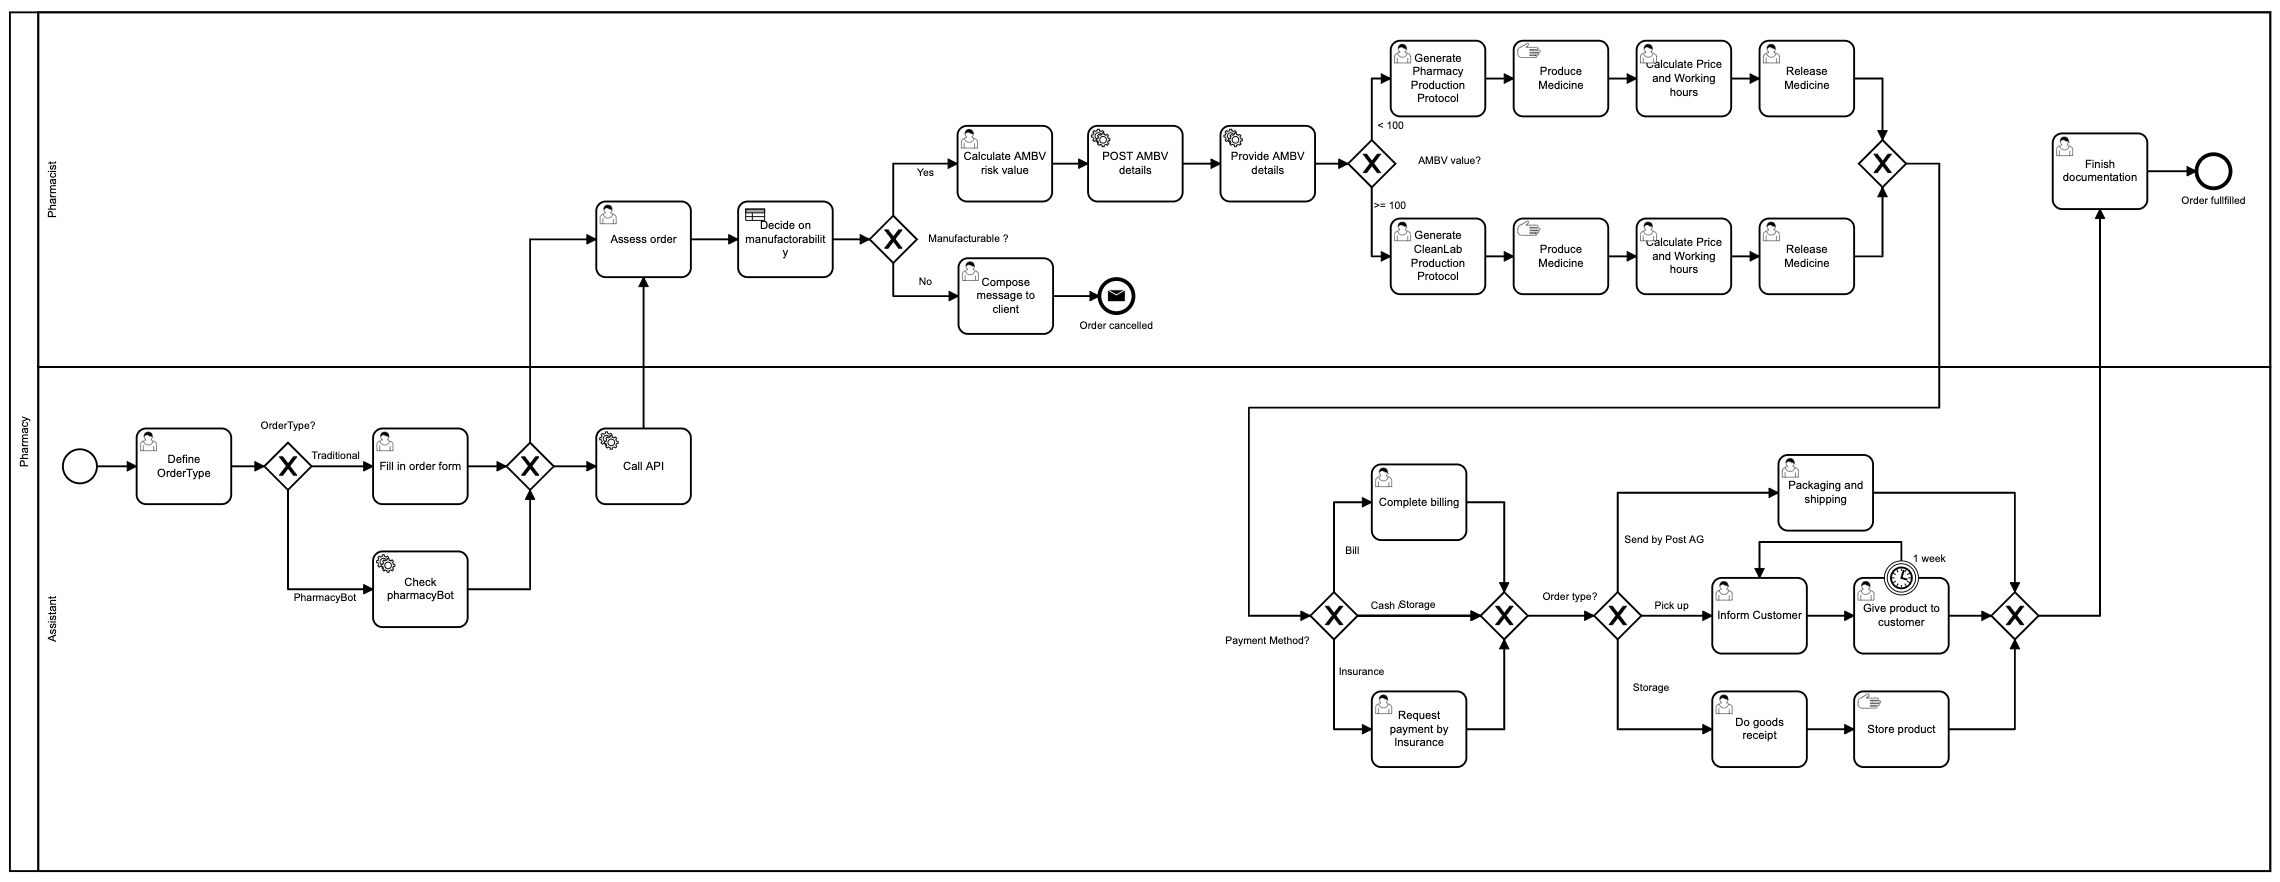 Pharmacy
Pharmacist
Assistant
Define
OrderType
OrderType?
Traditional
PharmacyBot
Fill in order form
Check
pharmacyBot
Call API
Assess order
Decide on
manufactorabilit
y
Manufacturable ?
Yes
No
Calculate AMBV
risk value
POST AMBV
details
Provide AMBV
details
Compose
message to
client
Order cancelled
AMBV value?
< 100
>= 100
Generate
Pharmacy
Production
Protocol
Produce
Medicine
Calculate Price
and Working
hours
Release
Medicine
Generate
CleanLab
Production
Protocol
Produce
Medicine
Calculate Price
and Working
hours
Release
Medicine
Payment Method?
Bill
Cash /Storage
Insurance
Complete billing
Request
payment by
Insurance
Order type?
Send by Post AG
Pick up
Storage
Packaging and
shipping
Inform Customer
1 week
Give product to
customer
Do goods
receipt
Store product
Finish
documentation
Order fullfilled